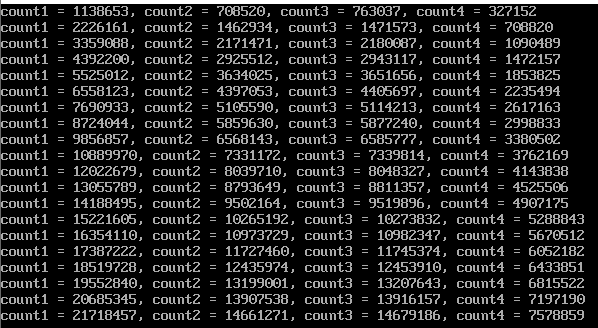 count1 = 1138653, count2 = 708520, count3 = 763037, count4 = 327152
count1 = 2226161, count2 = 1462934, count3 = 1471573, count4 = 708820
count1 = 3359088, count2 = 2171471, count3 = 2180087, count4 = 1090489
count1 = 4392200, count2 = 2925512, count3 = 2943117, count4 = 1472157
count1 = 5525012, count2 = 3634025, count3 = 3651656, count4 = 1853825
count1 = 6558123, count2 = 4397053, count3 = 4405697, count4 = 2235494
count1 = 7690933, count2 = 5105590, count3 = 5114213, count4 = 2617163
count1 = 8724044, count2 = 5859630, count3 = 5877240, count4 = 2998833
count1 = 9856857, count2 = 6568143, count3 = 6585777, count4 = 3380502
count1 = 10889970, count2 = 7331172, count3 = 7339814, count4 = 3762169
count1 = 12022679, count2 = 8039710, count3 = 8048327, count4 = 4143838
count1 = 13055789, count2 = 8793649, count3 = 8811357, count4 = 4525506
count1 = 14188495, count2 = 9502164, count3 = 9519896, count4 = 4907175
count1 = 15221605, count2 = 10265192, count3 = 10273832, count4 = 5288843
count1 = 16354110, count2 = 10973729, count3 = 10982347, count4 = 5670512
count1 = 17387222, count2 = 11727460, count3 = 11745374, count4 = 6052182
count1 = 18519728, count2 = 12435974, count3 = 12453910, count4 = 6433851
count1 = 19552840, count2 = 13199001, count3 = 13207643, count4 = 6815522
count1 = 20685345, count2 = 13907538, count3 = 13916157, count4 = 7197190
count1 = 21718457, count2 = 14661271, count3 = 14679186, count4 = 7578859